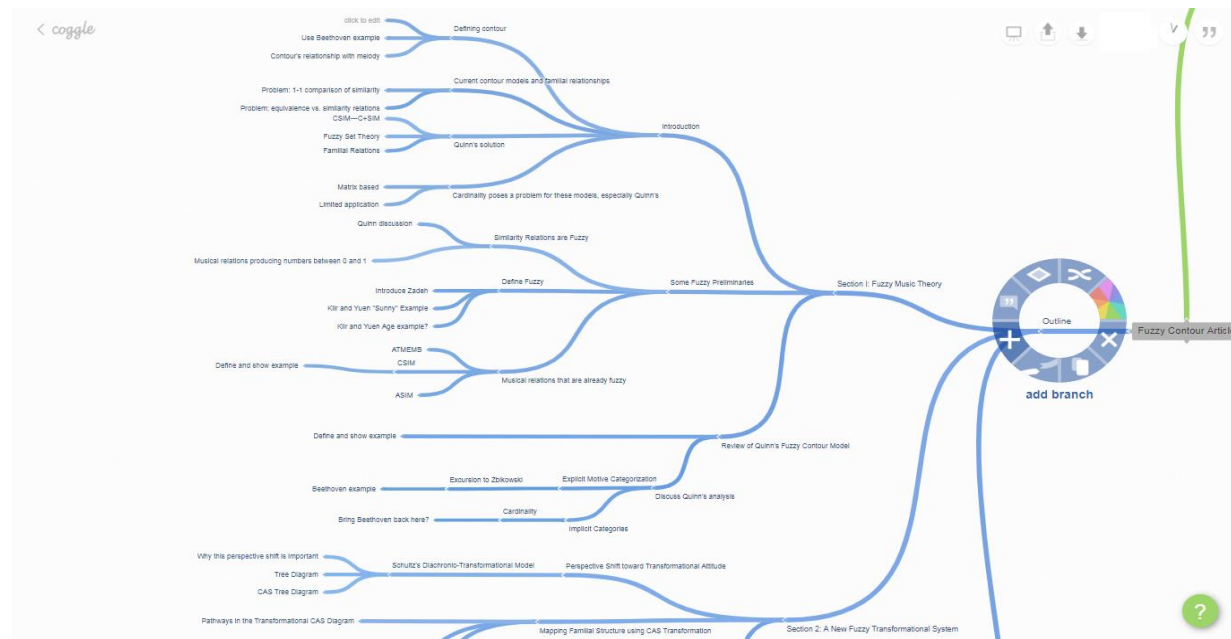 coggle
click to edit
Use Beethoven example
Contour's relationship with melody
Defining contour
Problem: 1-1 comparison of similarity
Problem: equivalence vs. similarity relations
Current contour models and familial relationships
CSIM—C+SIM
Fuzzy Set Theory
Familial Relations
Quinn's solution
Matrix based
Limited application
Cardinality poses a problem for these models, especially Quinn's
Introduction
Quinn discussion
Musical relations producing numbers between 0 and 1
Similarity Relations are Fuzzy
Introduce Zadeh
Klir and Yuen "Sunny" Example
Klir and Yuen Age example?
Define Fuzzy
ATMEMB
Define and show example
CSIM
ASIM
Musical relations that are already fuzzy
Some Fuzzy Preliminaries
Section I: Fuzzy Music Theory
Define and show example
Review of Quinn's Fuzzy Contour Model
Beethoven example
Excursion to Zbikowski
Explicit Motive Categorization
Bring Beethoven back here?
Cardinality
Implicit Categories
Discuss Quinn's analysis
Why this perspective shift is important
Tree Diagram
CAS Tree Diagram
Schultz's Diachronic-Transformational Model
Perspective Shift toward Transformational Attitude
Pathways in the Transformational CAS Diagram
Mapping Familial Structure using CAS Transformation
Section 2: A New Fuzzy Transformational System
Outline
add branch
Fuzzy Contour Article
V
?